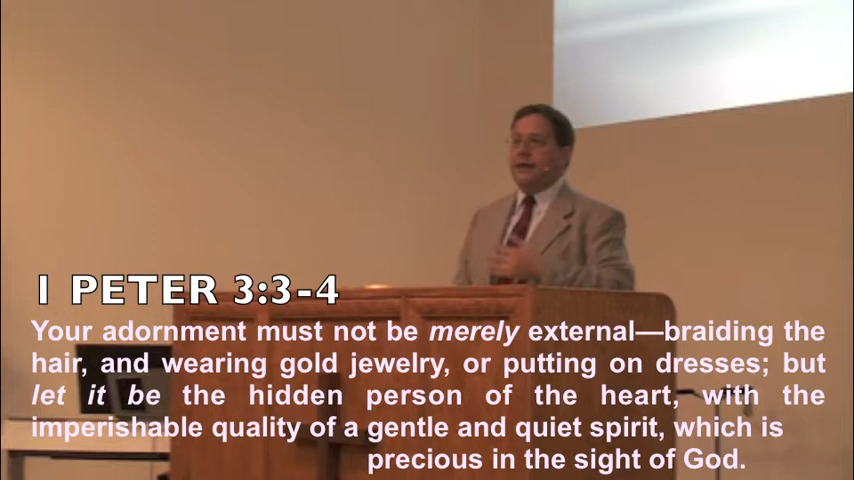 I PETER 3:3-4
Your adornment must not be merely external—braiding the
hair, and wearing gold jewelry, or putting on dresses; but
let it be the hidden person of the heart, with the
imperishable quality of a gentle and quiet spirit, which is
precious in the sight of God.